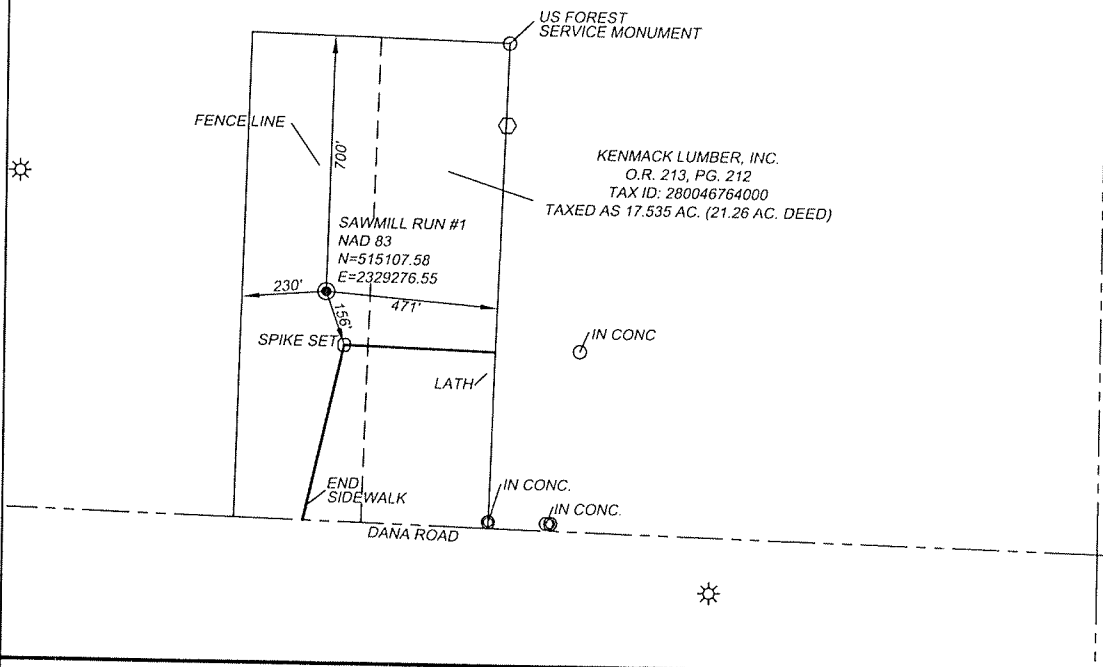 US FOREST
SERVICE MONUMENT
FENCE LINE
700'
KENMACK LUMBER, INC.
O.R. 213, PG. 212
TAX ID: 280046764000
TAXED AS 17.535 AC. (21.26 AC. DEED)
SAWMILL RUN #1
NAD 83
N=515107.58
E=2329276.55
230'
471'
156'
SPIKE SET
IN CONC
LATH
END
SIDEWALK
IN CONC.
IN CONC.
DANA ROAD